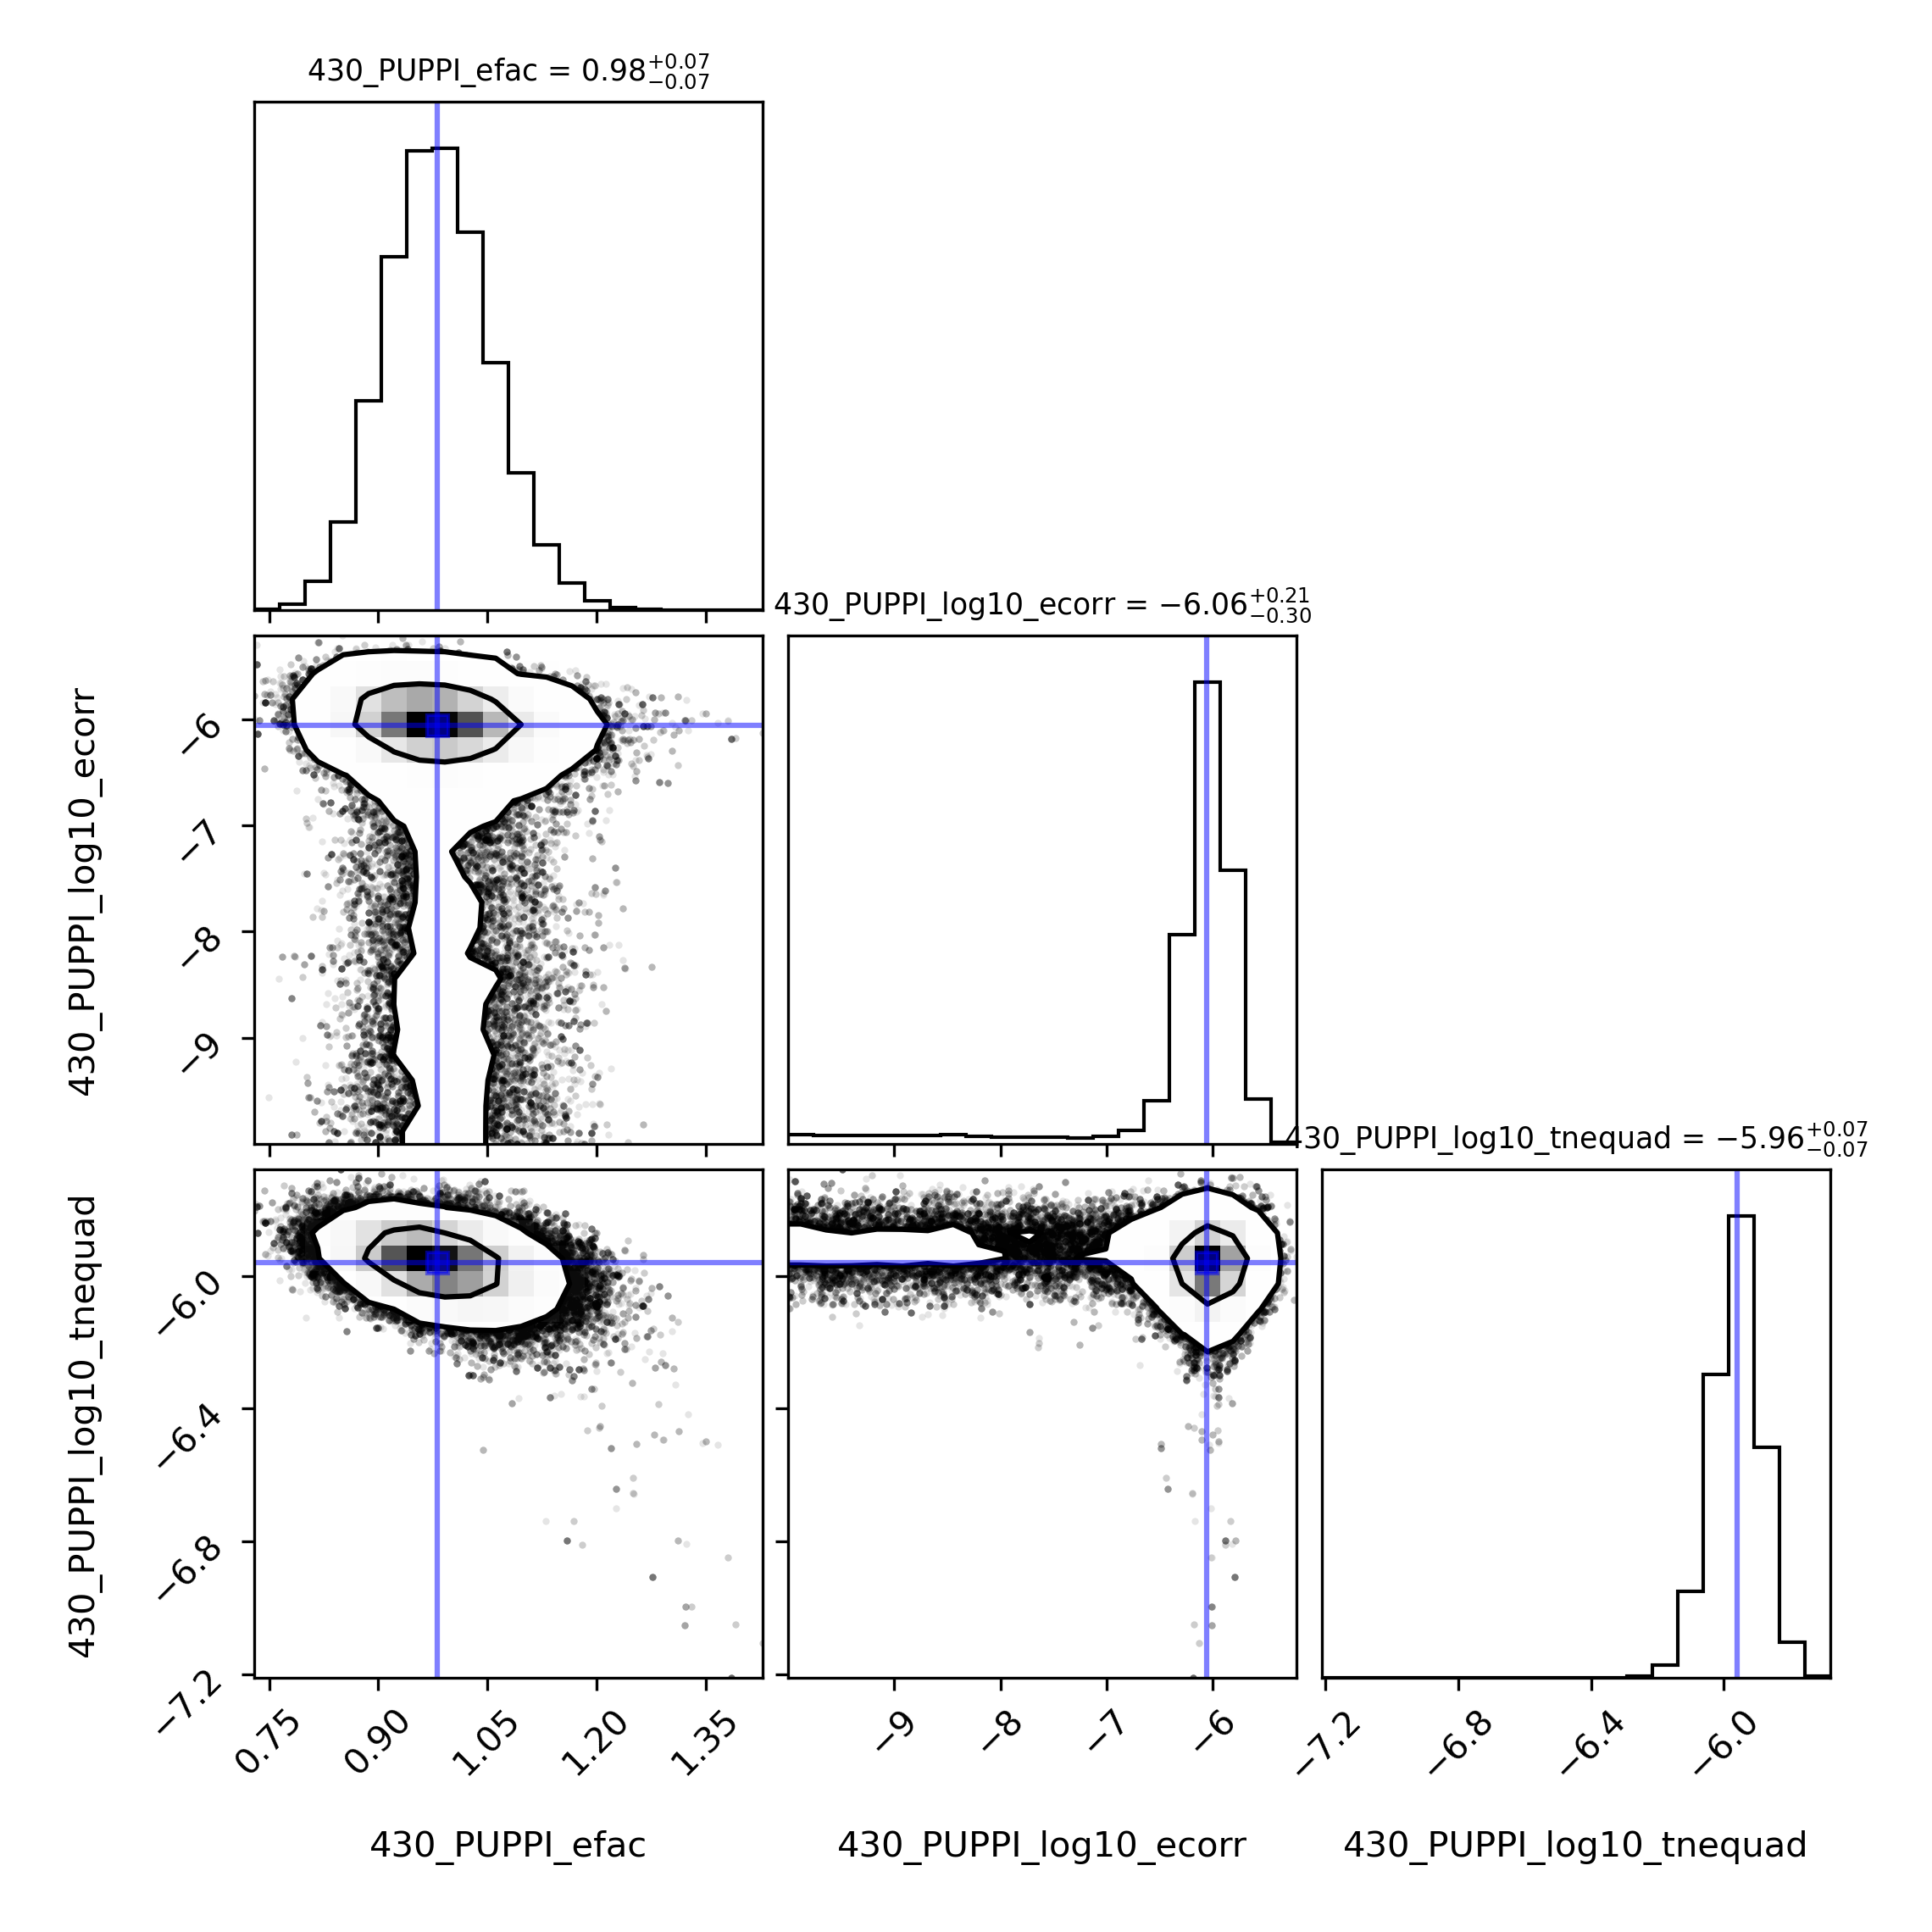 430_PUPPI_efac = 0.98+0.07−0.07
430_PUPPI_log10_ecorr = −6.06+0.21−0.30
430_PUPPI_log10_ecorr
−6
−7
−8
−9
430_PUPPI_log10_tnequad = −5.96+0.07−0.07
430_PUPPI_log10_tnequad
−6.0
−6.4
−6.8
−7.2
0.75 0.90 1.05 1.20 1.35 −9 −8 −7 −6 −7.2 −6.8 −6.4 −6.0
430_PUPPI_efac 430_PUPPI_log10_ecorr 430_PUPPI_log10_tnequad